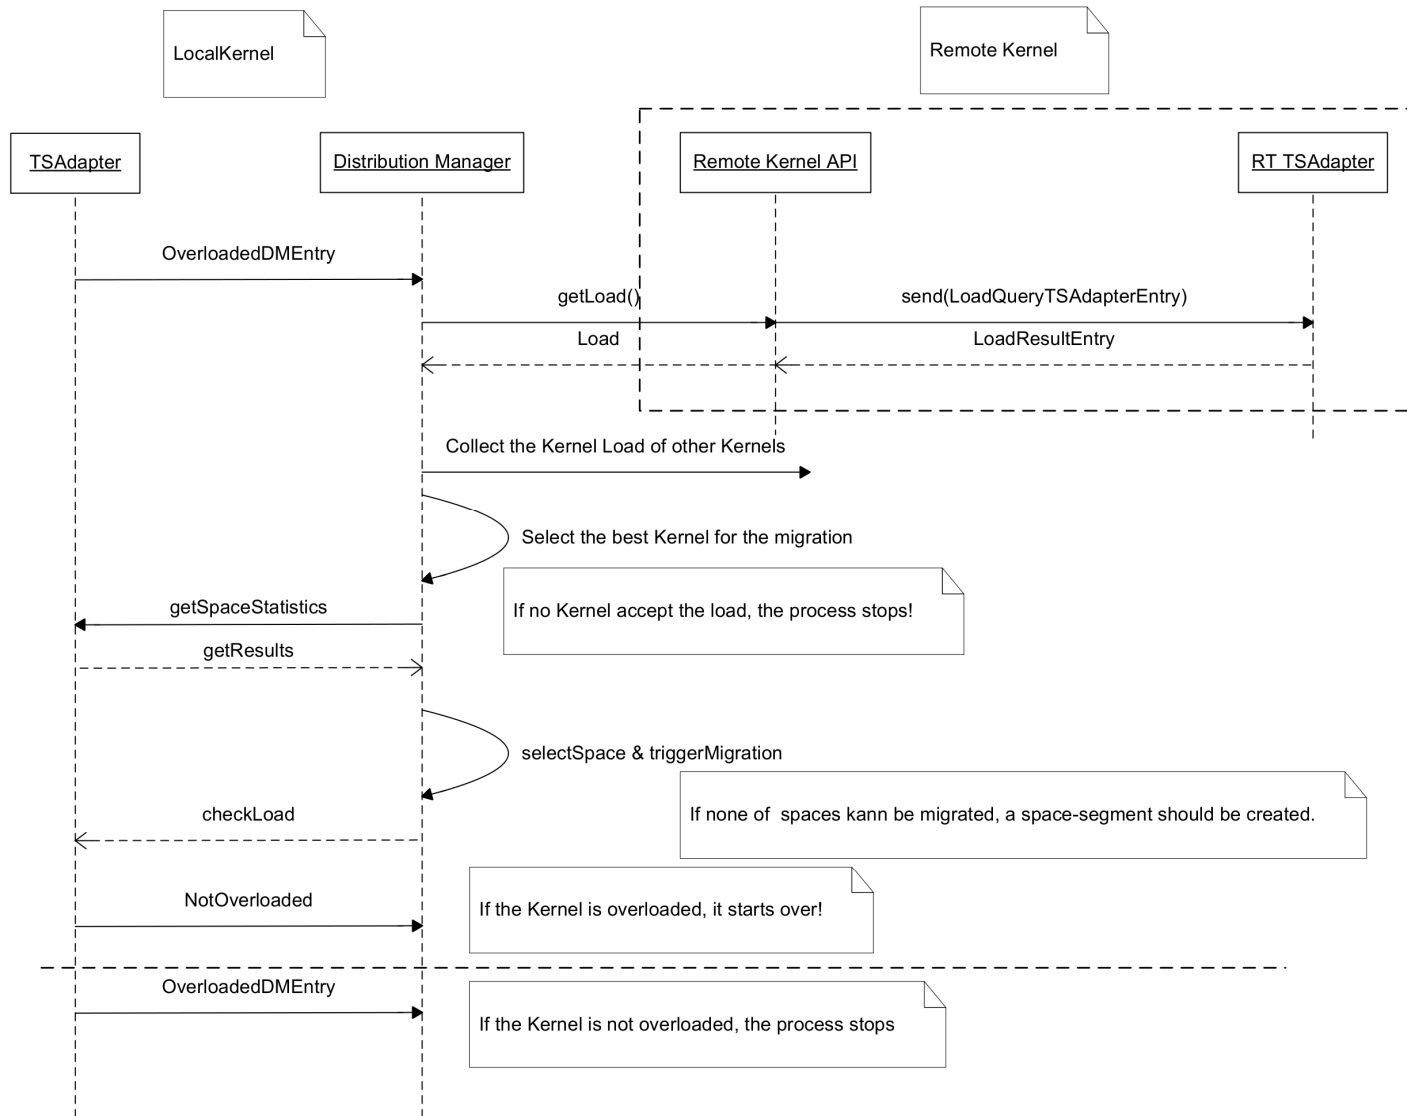 LocalKernel
Remote Kernel
TSAdapter
Distribution Manager
Remote Kernel API
RT TSAdapter
OverloadedDMEntry
getLoad()
send(LoadQueryTSAdapterEntry)
Load
LoadResultEntry
Collect the Kernel Load of other Kernels
Select the best Kernel for the migration
getSpaceStatistics
If no Kernel accept the load, the process stops!
getResults
selectSpace & triggerMigration
checkLoad
If none of  spaces kann be migrated, a space-segment should be created.
NotOverloaded
If the Kernel is overloaded, it starts over!
OverloadedDMEntry
If the Kernel is not overloaded, the process stops